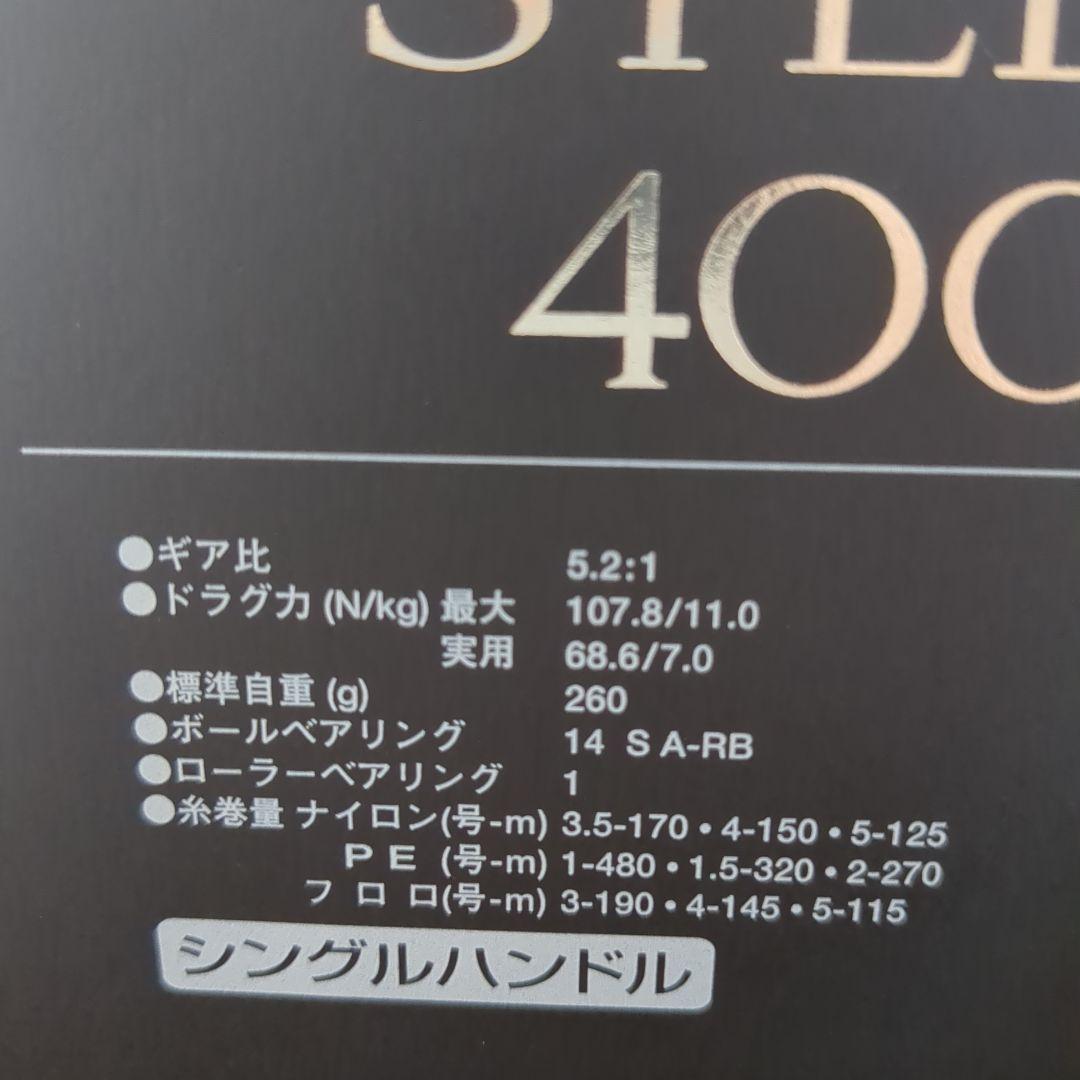 400
●ギア比 5.2:1
●ドラグ力 (N/kg) 最大 107.8/11.0
実用 68.6/7.0
●標準自重 (g) 260
●ボールベアリング 14 S A-RB
●ローラーベアリング 1
●糸巻量 ナイロン(号-m) 3.5-170・4-150・5-125
P E (号-m) 1-480・1.5-320・2-270
フロロ(号-m) 3-190・4-145・5-115
シングルハンドル